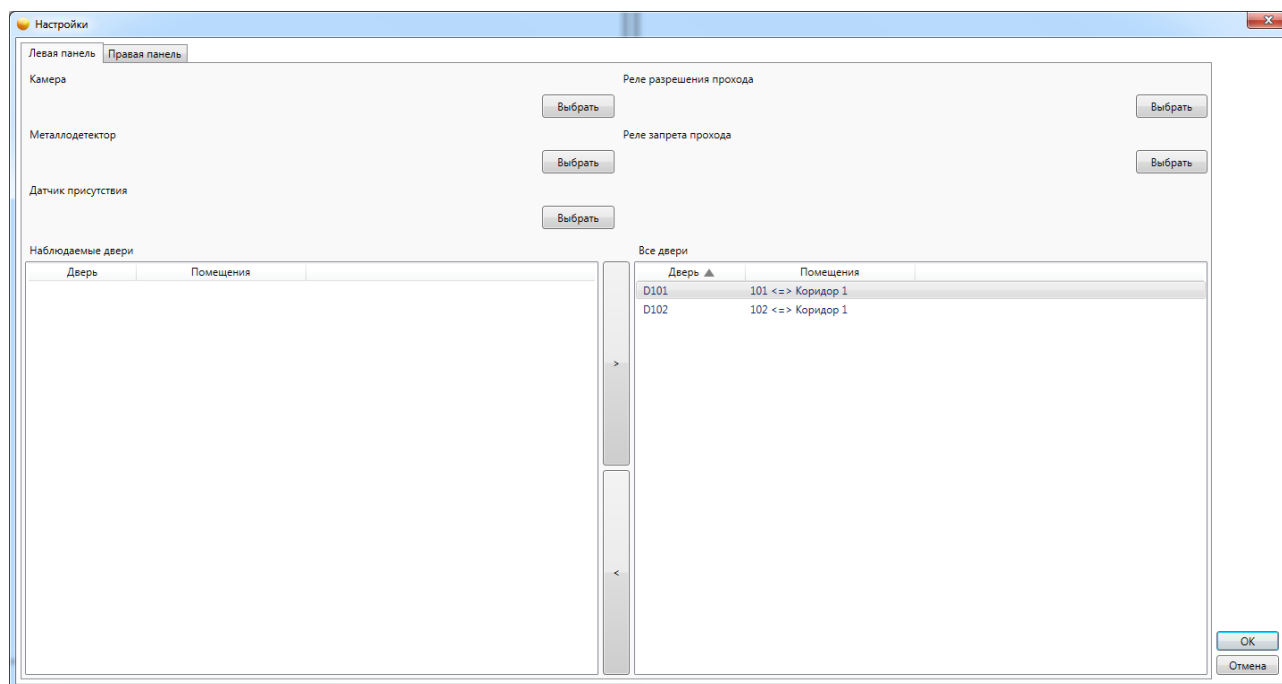 Настройки
Левая панель Правая панель
Камера Реле разрешения прохода
Выбрать Выбрать
Металлодетектор Реле запрета прохода
Выбрать Выбрать
Датчик присутствия
Выбрать
Наблюдаемые двери Все двери
Дверь Помещения Дверь Помещения
D101 101 <=> Коридор 1
D102 102 <=> Коридор 1
>
<
OK
Отмена